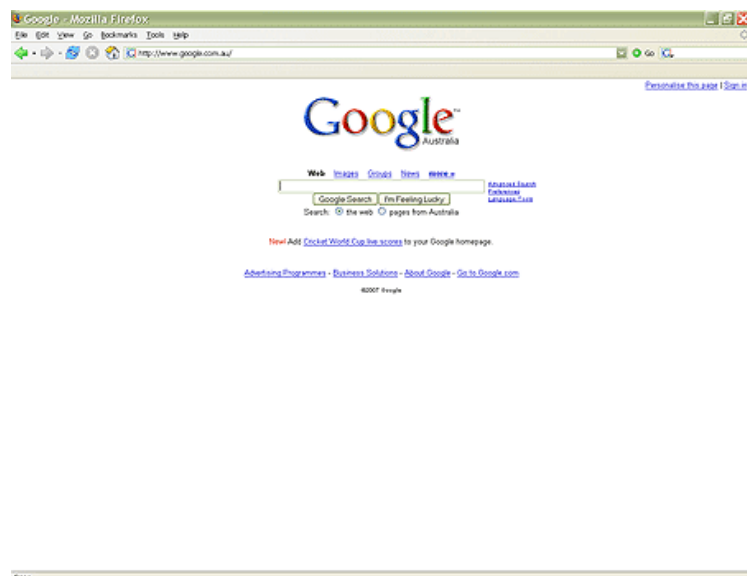 Google - Mozilla Firefox
File Edit View Go Bookmarks Tools Help
http://www.google.com.au/ Go
Personalise this page | Sign in
Google™
Australia
Web Images Groups News more »
Advanced Search
Preferences
Language Tools
Google Search I'm Feeling Lucky
Search: the web pages from Australia
New! Add Cricket World Cup live scores to your Google homepage.
Advertising Programmes - Business Solutions - About Google - Go to Google.com
©2007 Google